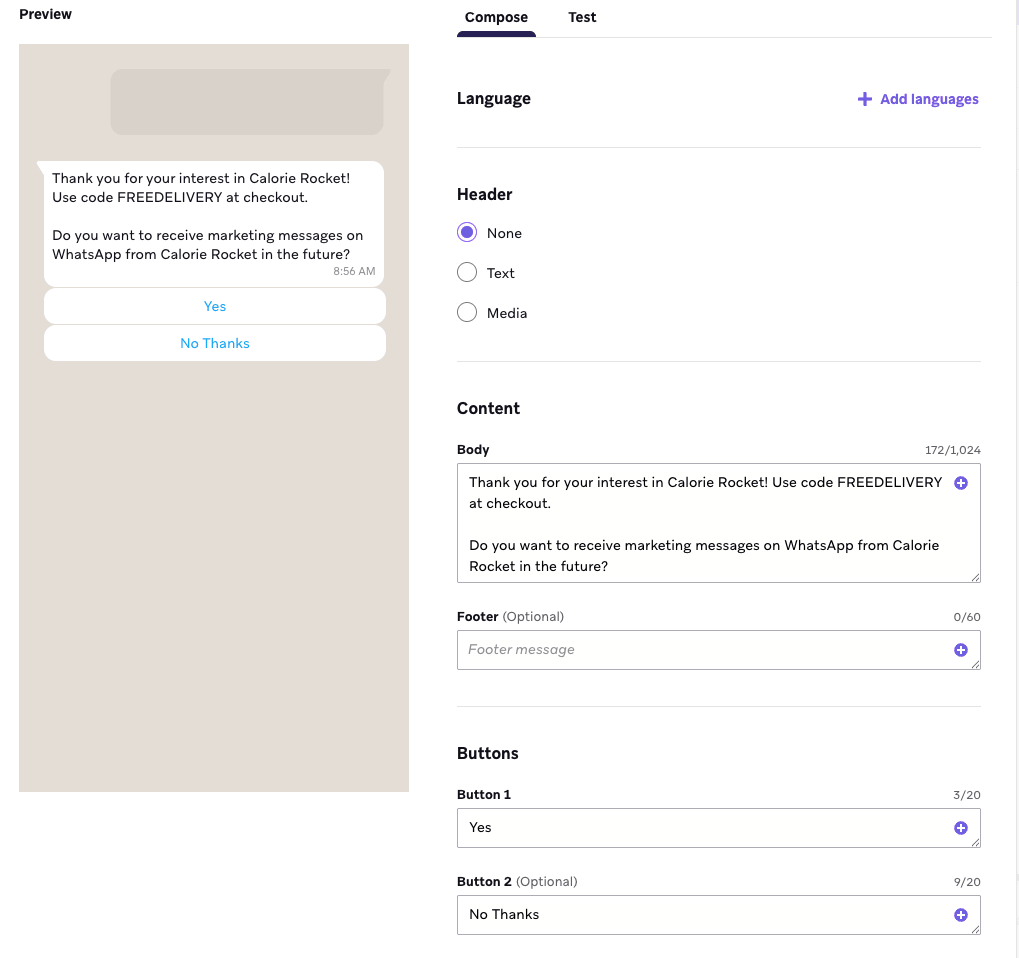 Preview
Thank you for your interest in Calorie Rocket!
Use code FREEDELIVERY at checkout.
Do you want to receive marketing messages on
WhatsApp from Calorie Rocket in the future?
8:56 AM
Yes
No Thanks
Compose Test
Language + Add languages
Header
None
Text
Media
Content
Body 172/1,024
Thank you for your interest in Calorie Rocket! Use code FREEDELIVERY
at checkout.
Do you want to receive marketing messages on WhatsApp from Calorie
Rocket in the future?
Footer (Optional) 0/60
Footer message
Buttons
Button 1 3/20
Yes
Button 2 (Optional) 9/20
No Thanks